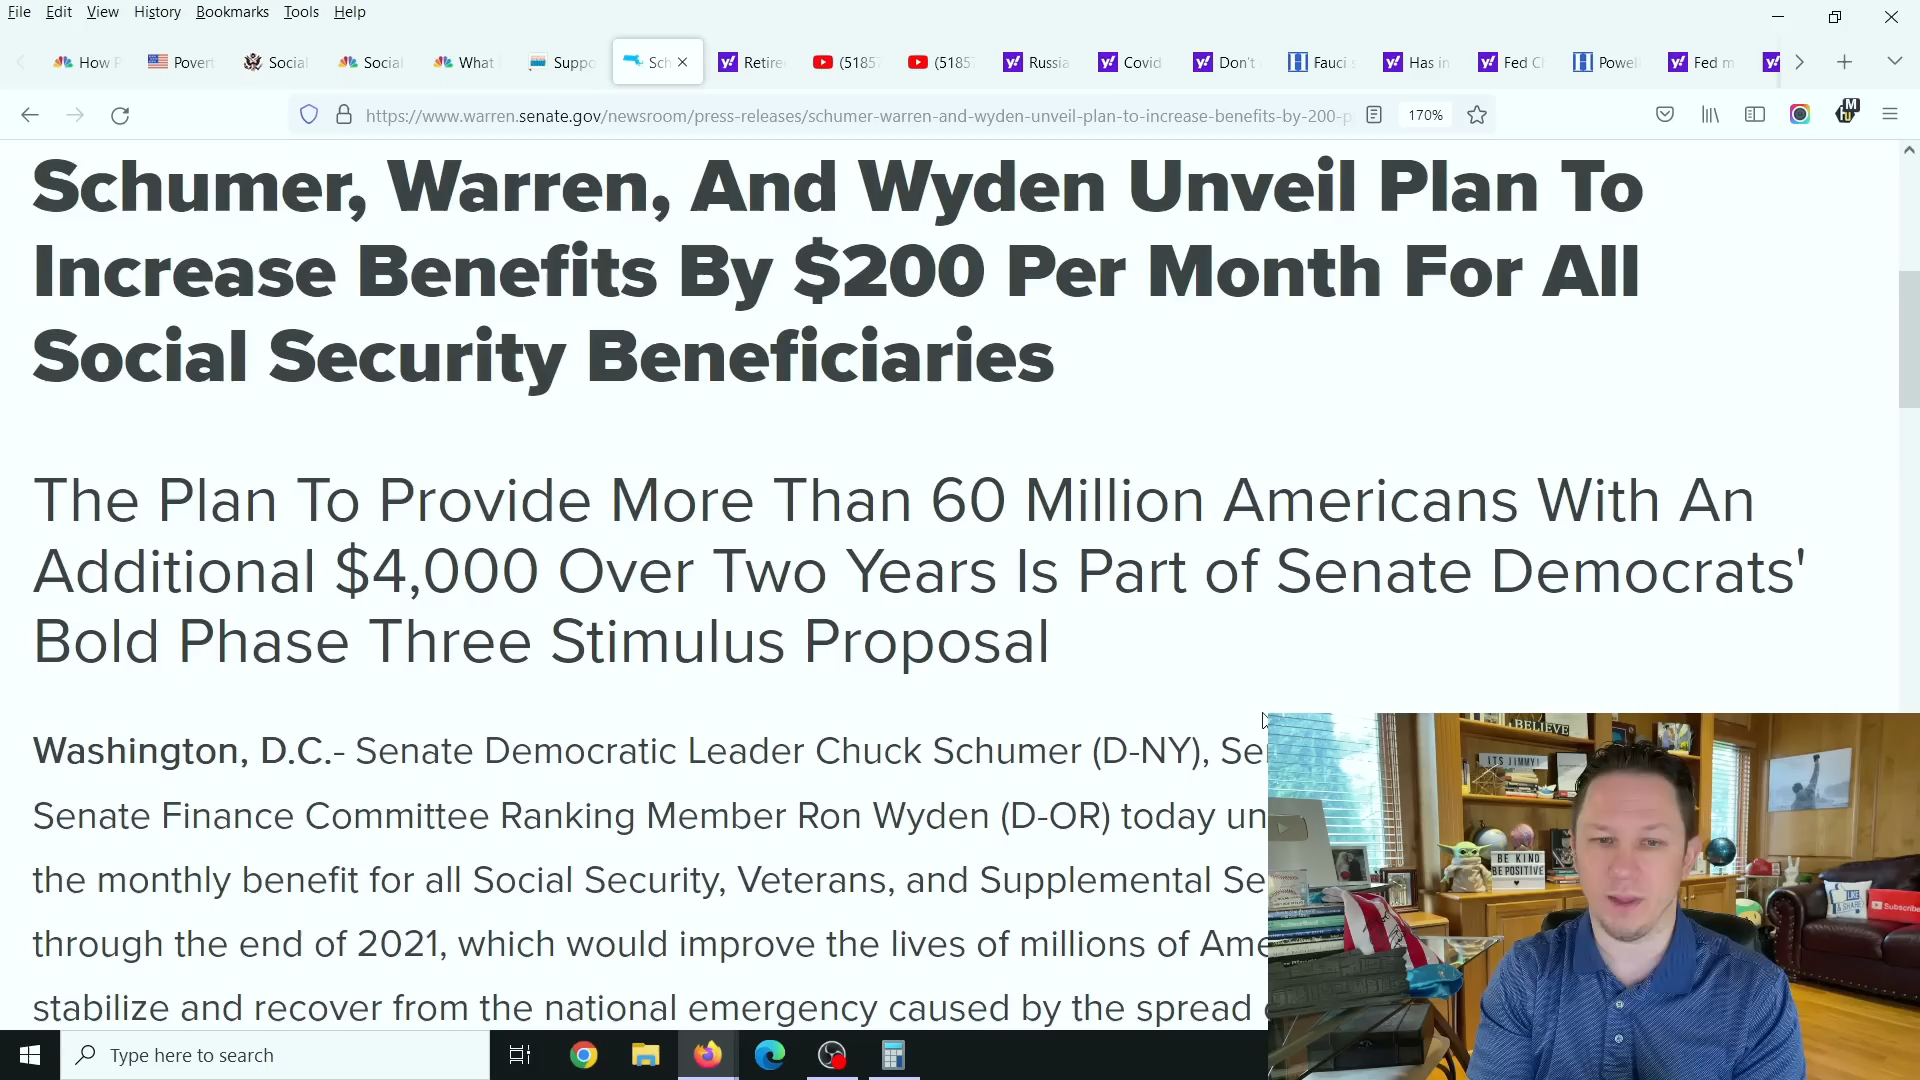 File Edit View History Bookmarks Tools Help
How Povert Social Social What Suppo Sch Retire (5185 (5185 Russia Covid Don't Fauci Has in Fed C Powel Fed m
https://www.warren.senate.gov/newsroom/press-releases/schumer-warren-and-wyden-unveil-plan-to-increase-benefits-by-200-p 170%
Schumer, Warren, And Wyden Unveil Plan To
Increase Benefits By $200 Per Month For All
Social Security Beneficiaries
The Plan To Provide More Than 60 Million Americans With An
Additional $4,000 Over Two Years Is Part of Senate Democrats'
Bold Phase Three Stimulus Proposal
Washington, D.C.- Senate Democratic Leader Chuck Schumer (D-NY), Se
Senate Finance Committee Ranking Member Ron Wyden (D-OR) today un
the monthly benefit for all Social Security, Veterans, and Supplemental Se
through the end of 2021, which would improve the lives of millions of Ame
stabilize and recover from the national emergency caused by the spread
BELIEVE
ITS JIMMY!
BE KIND
BE POSITIVE
LIKE
& SHARE
Subscribe
Type here to search